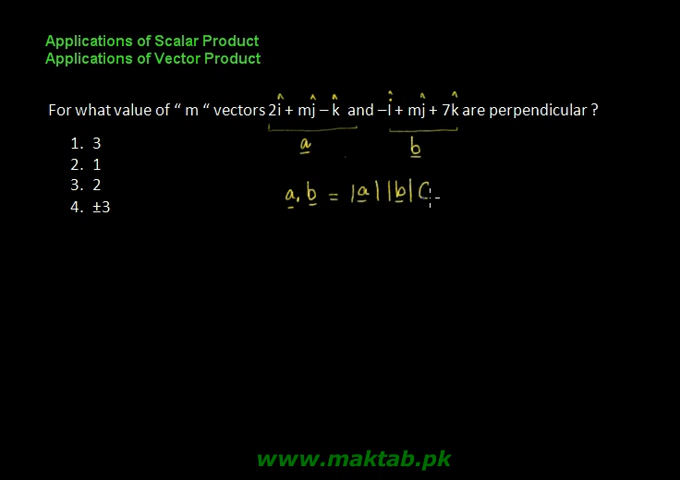 Applications of Scalar Product
Applications of Vector Product
For what value of “ m “ vectors 2î + mĵ – k̂ and –î + mĵ + 7k̂ are perpendicular ?
a b
1. 3
2. 1
3. 2
4. ±3
a . b = |a| |b| C
www.maktab.pk